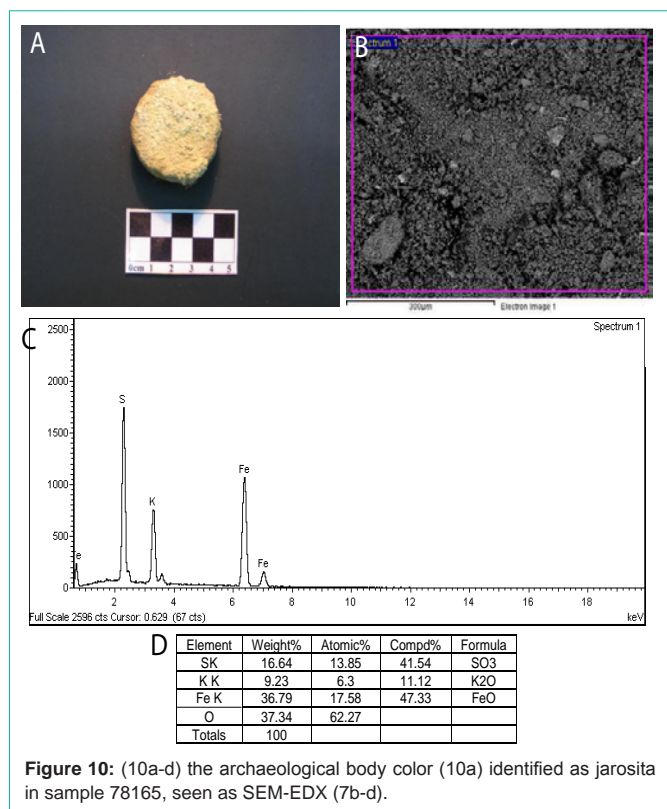 A
B
Spectrum 1
0cm 1 2 3 4 5
300µm Electron Image 1
C
Spectrum 1
2500
2000
1500
1000
500
0
S
K
Fe
Fe
e
2 4 6 8 10 12 14 16 18
Full Scale 2596 cts Cursor: 0.629 (67 cts) keV
D
Element Weight% Atomic% Compd% Formula
SK 16.64 13.85 41.54 SO3
K K 9.23 6.3 11.12 K2O
Fe K 36.79 17.58 47.33 FeO
O 37.34 62.27
Totals 100
Figure 10: (10a-d) the archaeological body color (10a) identified as jarosita
in sample 78165, seen as SEM-EDX (7b-d).